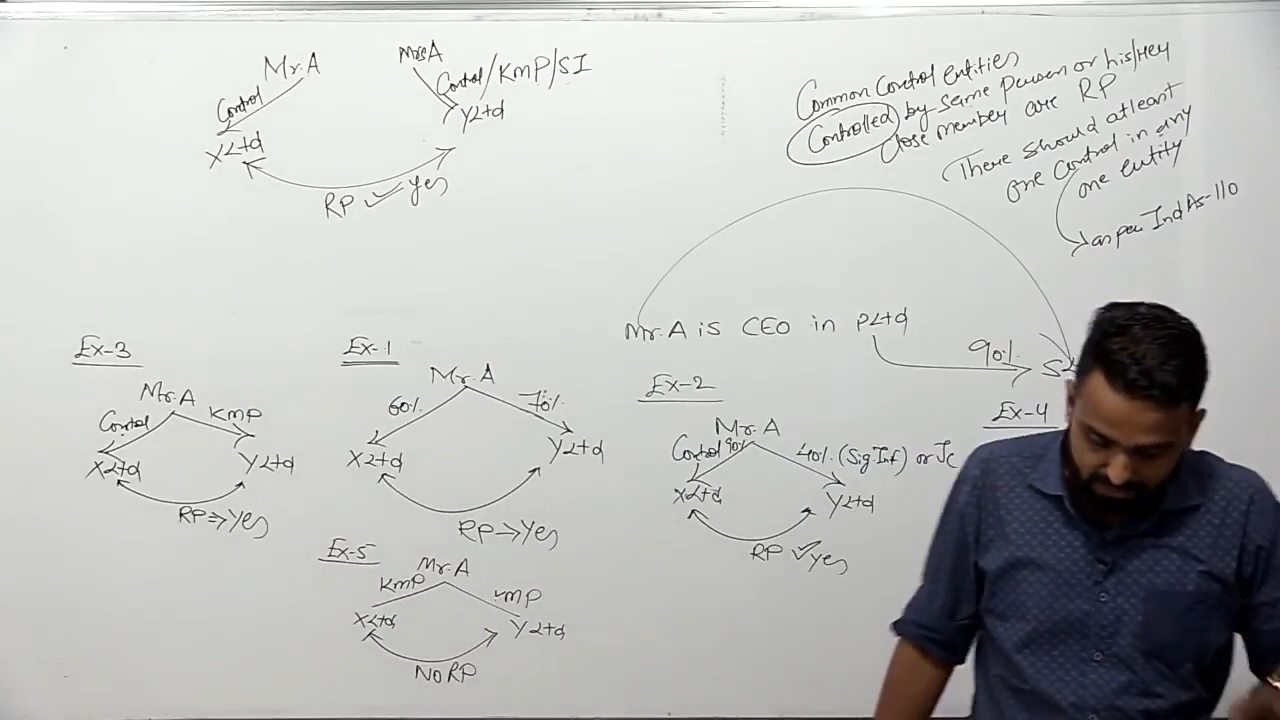 Mr.A
Mrs A
Control
Control/KMP/SI
X Ltd
Y Ltd
RP ✓ Yes
Common Control entities
Controlled by same person or his/Her
close member are RP
There should atleast
one control in any
one entity
→ as per Ind As-110
Mr.A is CEO in P Ltd
90%
Ex-3
Mr.A
Control
KMP
X Ltd
Y Ltd
RP ⇒ Yes
Ex-1
Mr.A
60%
70%
X Ltd
Y Ltd
RP → Yes
Ex-2
Mr.A
Control 90%
40% (Sig Inf) or JC
X Ltd
Y Ltd
RP ✓ Yes
Ex-4
Ex-5
Mr.A
KMP
KMP
X Ltd
Y Ltd
NO RP